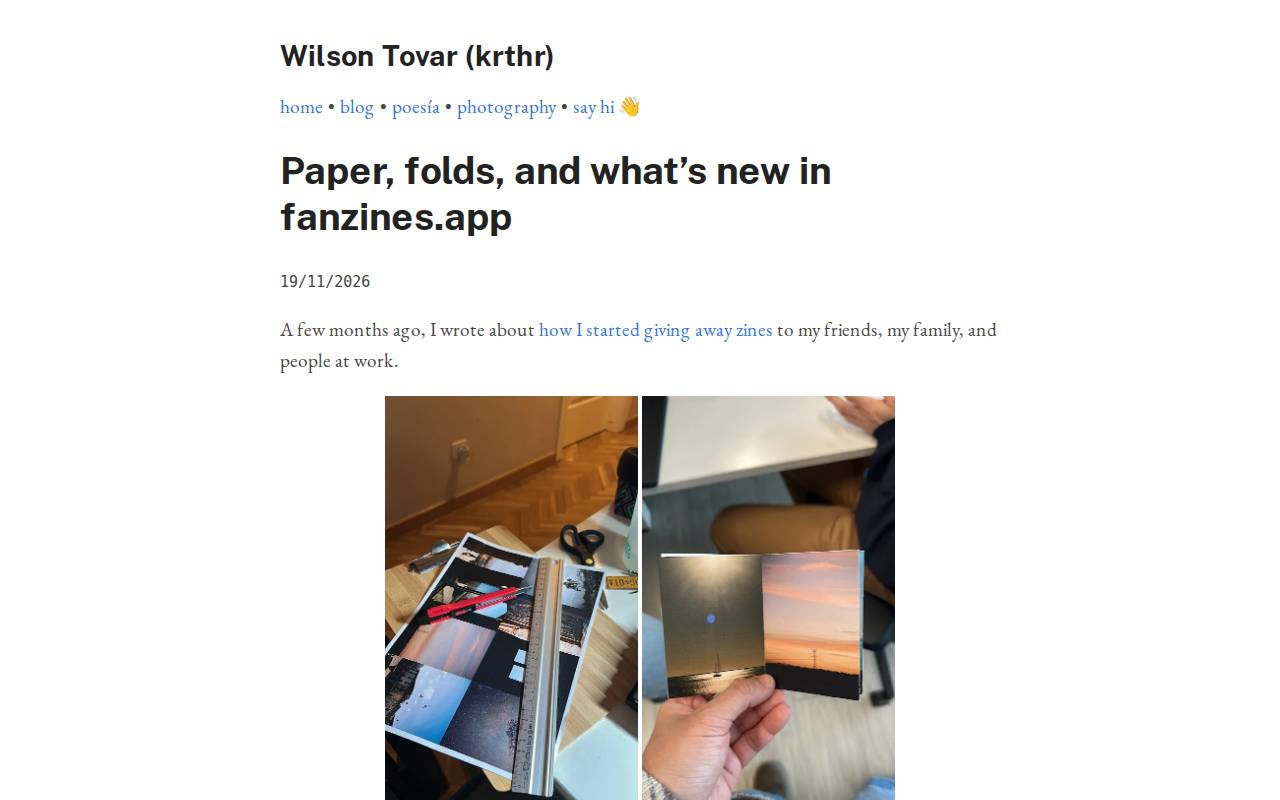 Wilson Tovar (krthr)
home • blog • poesía • photography • say hi 👋
Paper, folds, and what’s new in
fanzines.app
19/11/2026
A few months ago, I wrote about how I started giving away zines to my friends, my family, and
people at work.